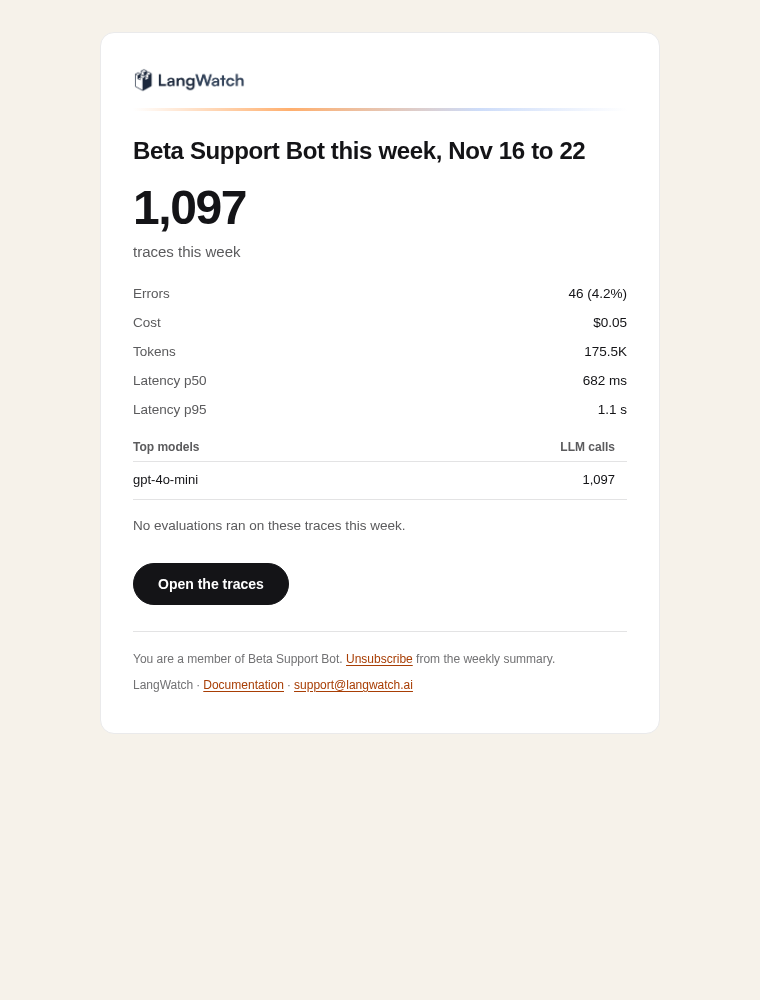 LangWatch
Beta Support Bot this week, Nov 16 to 22
1,097
traces this week
Errors 46 (4.2%)
Cost $0.05
Tokens 175.5K
Latency p50 682 ms
Latency p95 1.1 s
Top models LLM calls
gpt-4o-mini 1,097
No evaluations ran on these traces this week.
Open the traces
You are a member of Beta Support Bot. Unsubscribe from the weekly summary.
LangWatch · Documentation · support@langwatch.ai